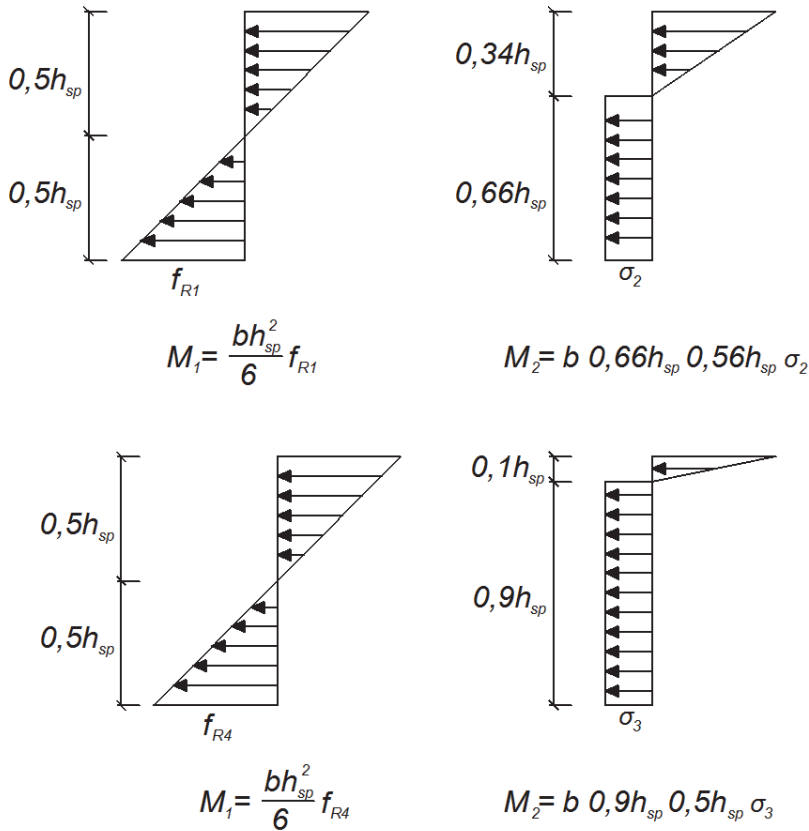 0,5h_sp
0,5h_sp
f_R1
M_1 = bh_sp^2/6 f_R1
0,34h_sp
0,66h_sp
σ_2
M_2 = b 0,66h_sp 0,56h_sp σ_2
0,5h_sp
0,5h_sp
f_R4
M_1 = bh_sp^2/6 f_R4
0,1h_sp
0,9h_sp
σ_3
M_2 = b 0,9h_sp 0,5h_sp σ_3